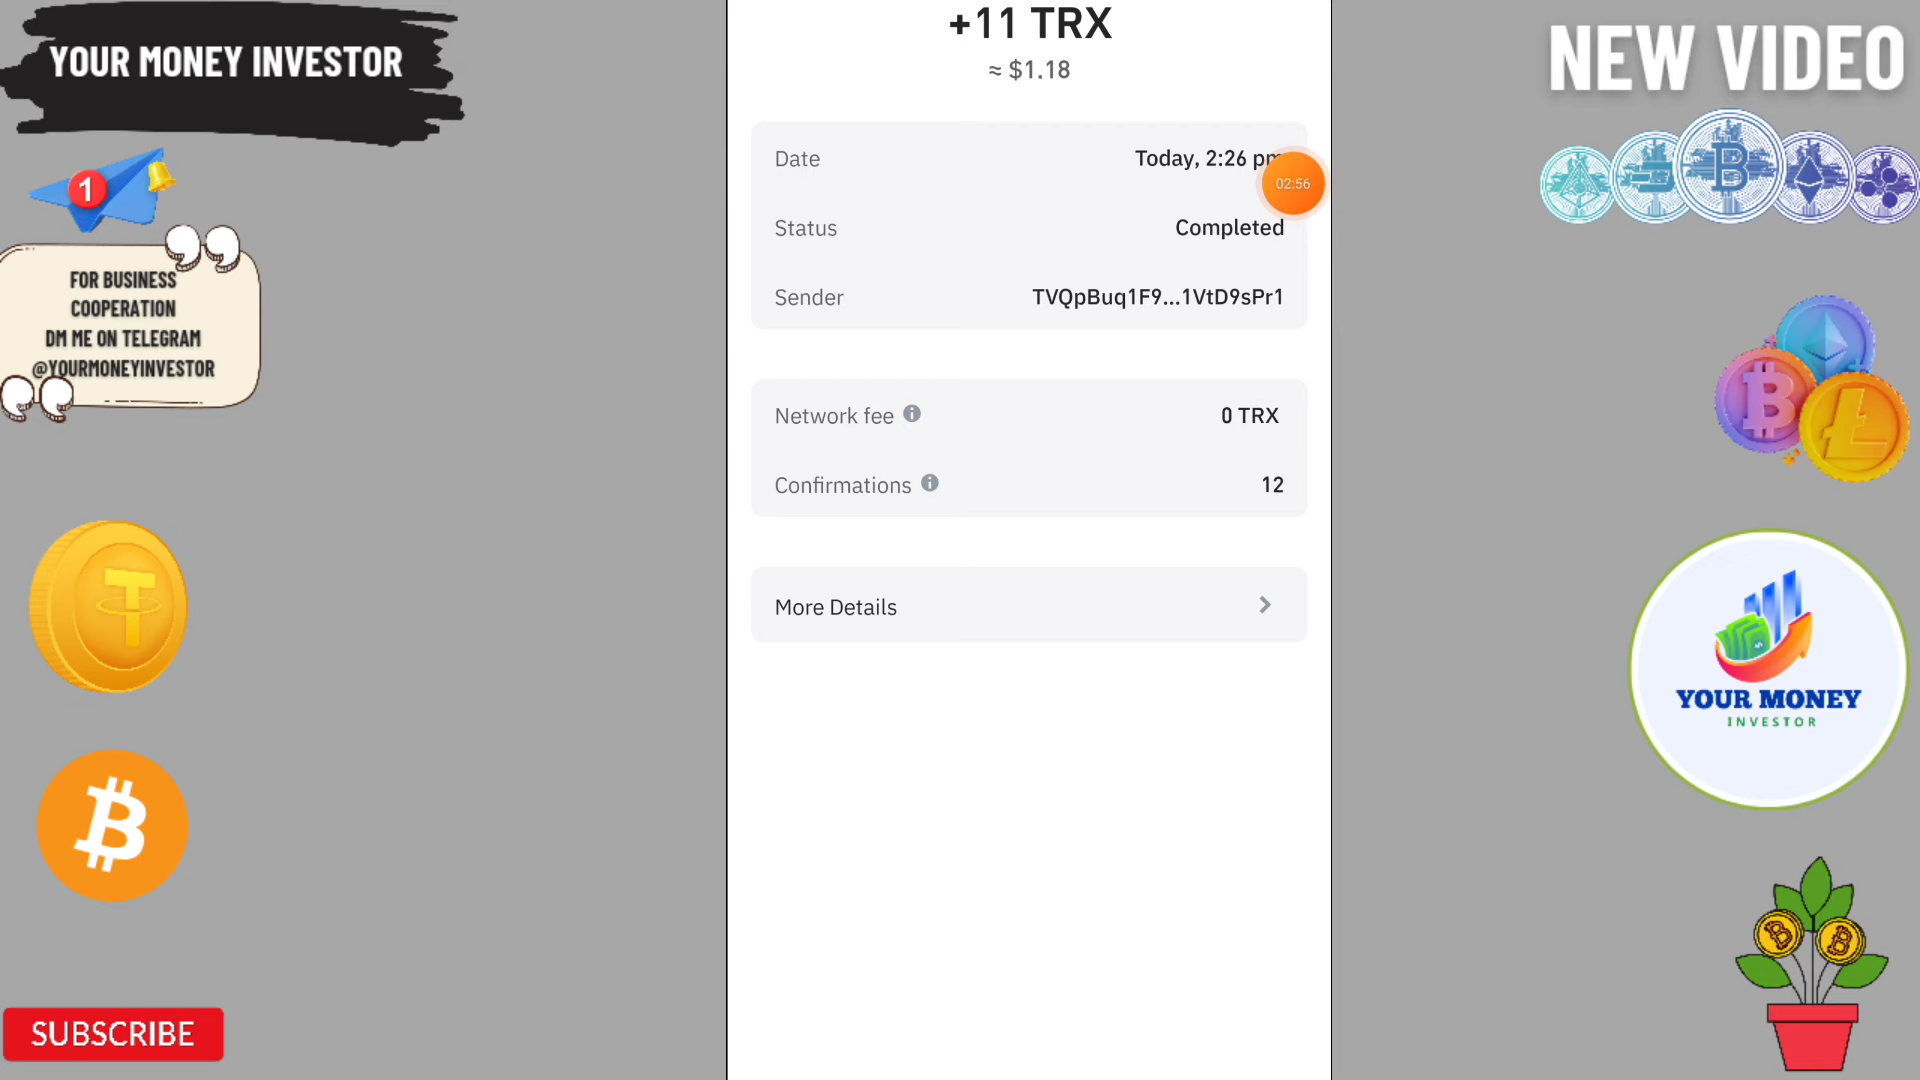 YOUR MONEY INVESTOR
1
FOR BUSINESS
COOPERATION
DM ME ON TELEGRAM
@YOURMONEYINVESTOR
SUBSCRIBE
+11 TRX
≈ $1.18
Date Today, 2:26 pm
02:56
Status Completed
Sender TVQpBuq1F9...1VtD9sPr1
Network fee 0 TRX
Confirmations 12
More Details
NEW VIDEO
YOUR MONEY
INVESTOR